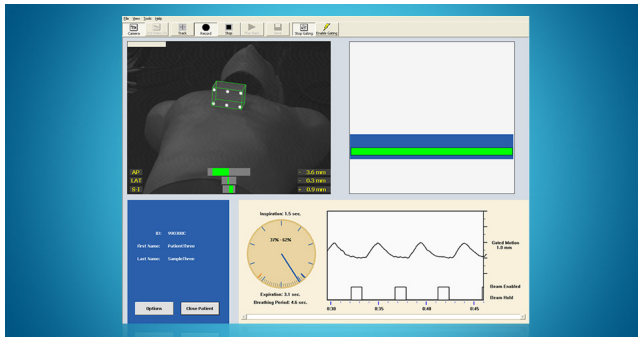 File View Tools Help
Camera
Track
Record
Stop
Stop Gating
Enable Gating
AP
- 3.6 mm
LAT
- 0.3 mm
S-I
+ 0.9 mm
First Name: PatientThree
Last Name: SampleThree
Options
Close Patient
Inspiration: 1.5 sec.
37% - 62%
Expiration: 3.1 sec.
Breathing Period: 4.6 sec.
Gated Motion
1.0 mm
Beam Enabled
Beam Hold
0:30 0:35 0:40 0:45